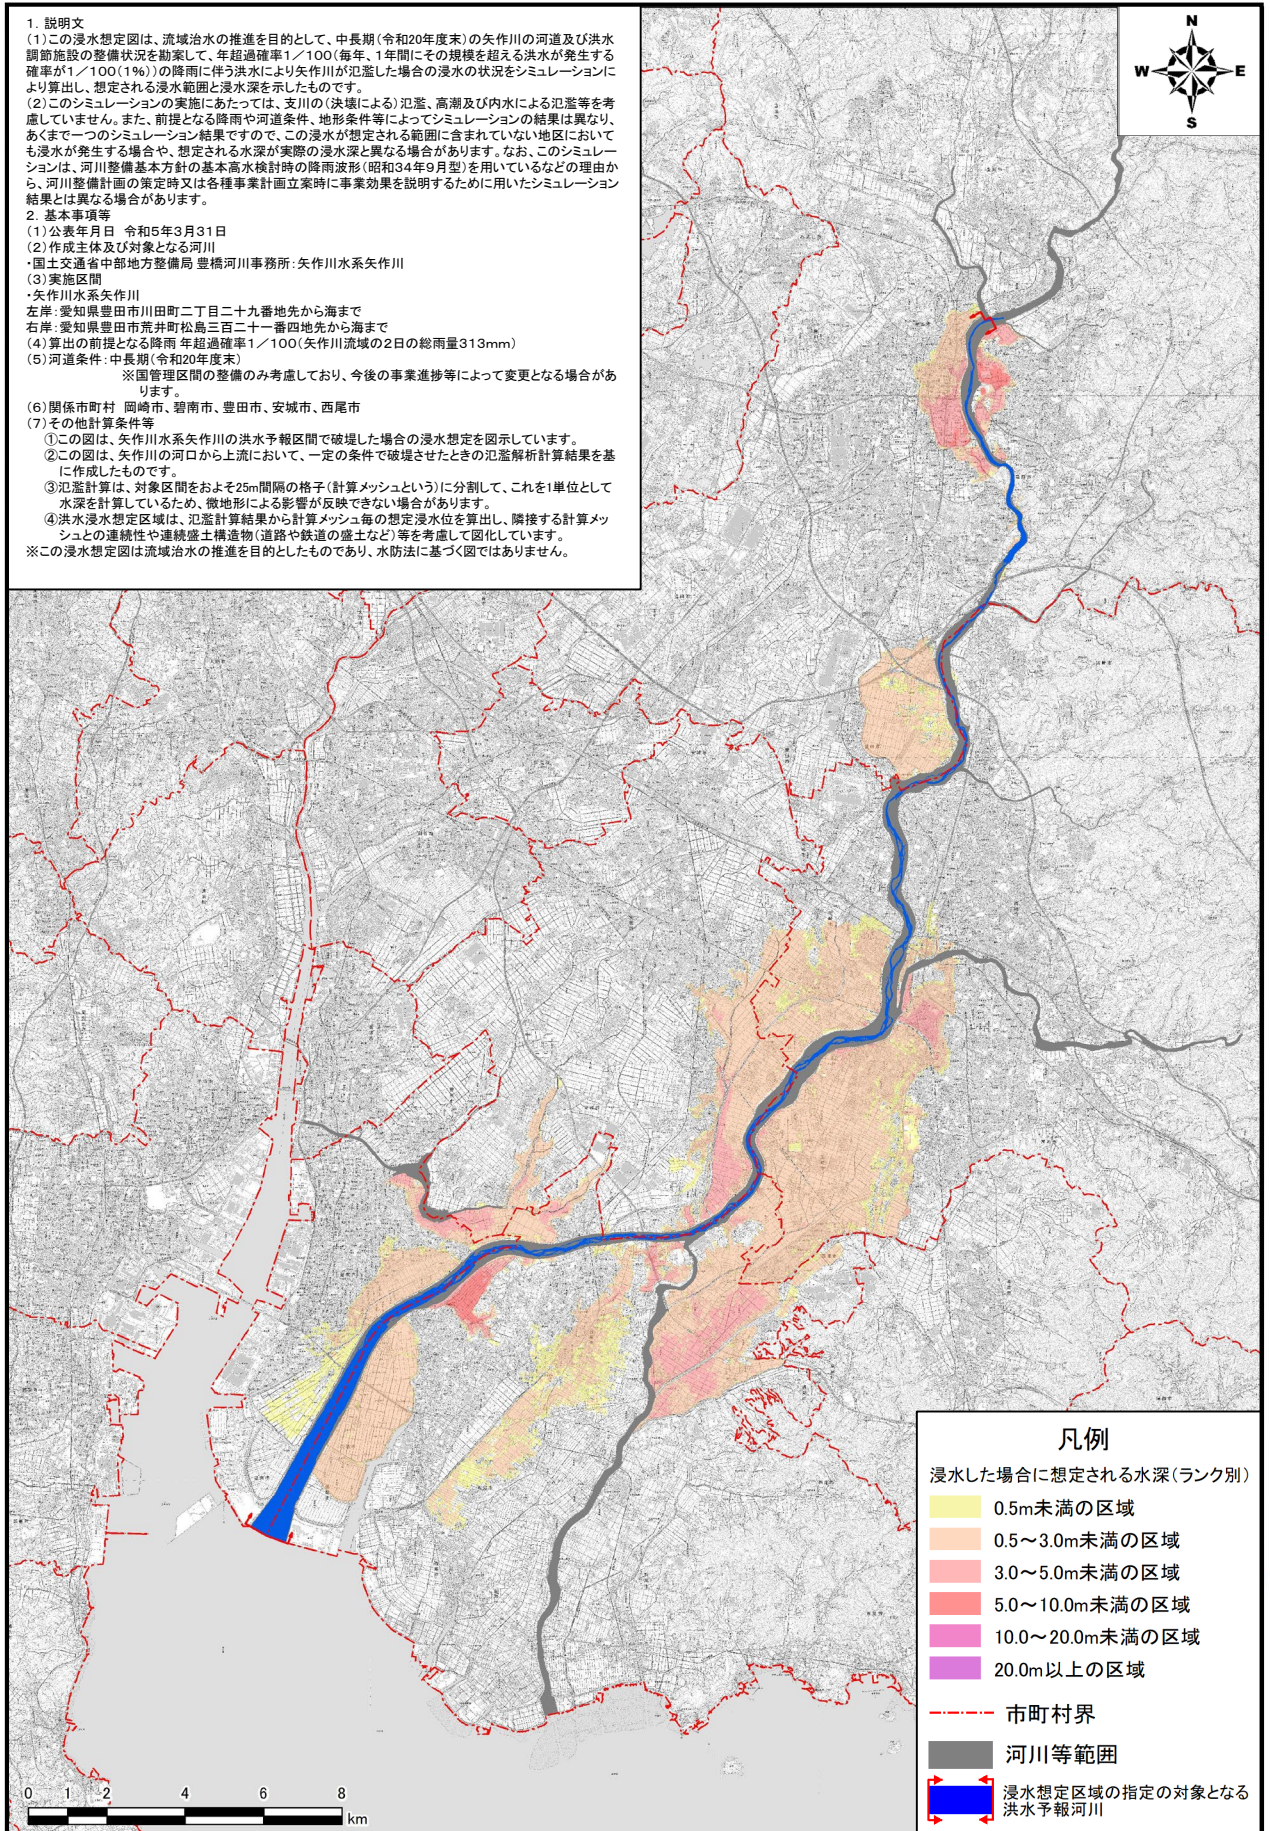 1. 説明文
(1)この浸水想定図は、流域治水の推進を目的として、中長期(令和20年度末)の矢作川の河道及び洪水
調節施設の整備状況を勘案して、年超過確率1/100(毎年、1年間にその規模を超える洪水が発生する
確率が1/100(1%))の降雨に伴う洪水により矢作川が氾濫した場合の浸水の状況をシミュレーションに
より算出し、想定される浸水範囲と浸水深を示したものです。
(2)このシミュレーションの実施にあたっては、支川の(決壊による)氾濫、高潮及び内水による氾濫等を考
慮していません。また、前提となる降雨や河道条件、地形条件等によってシミュレーションの結果は異なり、
あくまで一つのシミュレーション結果ですので、この浸水が想定される範囲に含まれていない地区において
も浸水が発生する場合や、想定される水深が実際の浸水深と異なる場合があります。なお、このシミュレー
ションは、河川整備基本方針の基本高水検討時の降雨波形(昭和34年9月型)を用いているなどの理由か
ら、河川整備計画の策定時又は各種事業計画立案時に事業効果を説明するために用いたシミュレーション
結果とは異なる場合があります。
2. 基本事項等
(1)公表年月日 令和5年3月31日
(2)作成主体及び対象となる河川
・国土交通省中部地方整備局 豊橋河川事務所:矢作川水系矢作川
(3)実施区間
・矢作川水系矢作川
左岸:愛知県豊田市川田町二丁目二十九番地先から海まで
右岸:愛知県豊田市荒井町松島三百二十一番四地先から海まで
(4)算出の前提となる降雨 年超過確率1/100(矢作川流域の2日の総雨量313mm)
(5)河道条件:中長期(令和20年度末)
※国管理区間の整備のみ考慮しており、今後の事業進捗等によって変更となる場合があ
ります。
(6)関係市町村 岡崎市、碧南市、豊田市、安城市、西尾市
(7)その他計算条件等
①この図は、矢作川水系矢作川の洪水予報区間で破堤した場合の浸水想定を図示しています。
②この図は、矢作川の河口から上流において、一定の条件で破堤させたときの氾濫解析計算結果を基
に作成したものです。
③氾濫計算は、対象区間をおよそ25m間隔の格子(計算メッシュという)に分割して、これを1単位として
水深を計算しているため、微地形による影響が反映できない場合があります。
④洪水浸水想定区域は、氾濫計算結果から計算メッシュ毎の想定浸水位を算出し、隣接する計算メッ
シュとの連続性や連続盛土構造物(道路や鉄道の盛土など)等を考慮して図化しています。
※この浸水想定図は流域治水の推進を目的としたものであり、水防法に基づく図ではありません。
N
W E
S
凡例
浸水した場合に想定される水深(ランク別)
0.5m未満の区域
0.5～3.0m未満の区域
3.0～5.0m未満の区域
5.0～10.0m未満の区域
10.0～20.0m未満の区域
20.0m以上の区域
市町村界
河川等範囲
浸水想定区域の指定の対象となる
洪水予報河川
0 1 2 4 6 8
km